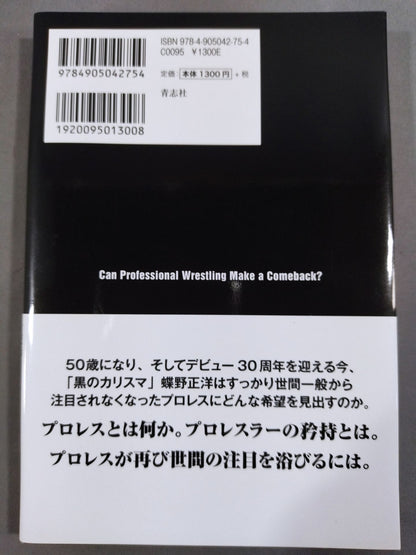 ISBN 978-4-905042-75-4
C0095 ¥1300E
定価:本体1300円+税
青志社
9784905042754
1920095013008
Can Professional Wrestling Make a Comeback?
50歳になり、そしてデビュー30周年を迎える今、
「黒のカリスマ」蝶野正洋はすっかり世間一般から
注目されなくなったプロレスにどんな希望を見出すのか。
プロレスとは何か。プロレスラーの矜持とは。
プロレスが再び世間の注目を浴びるには。